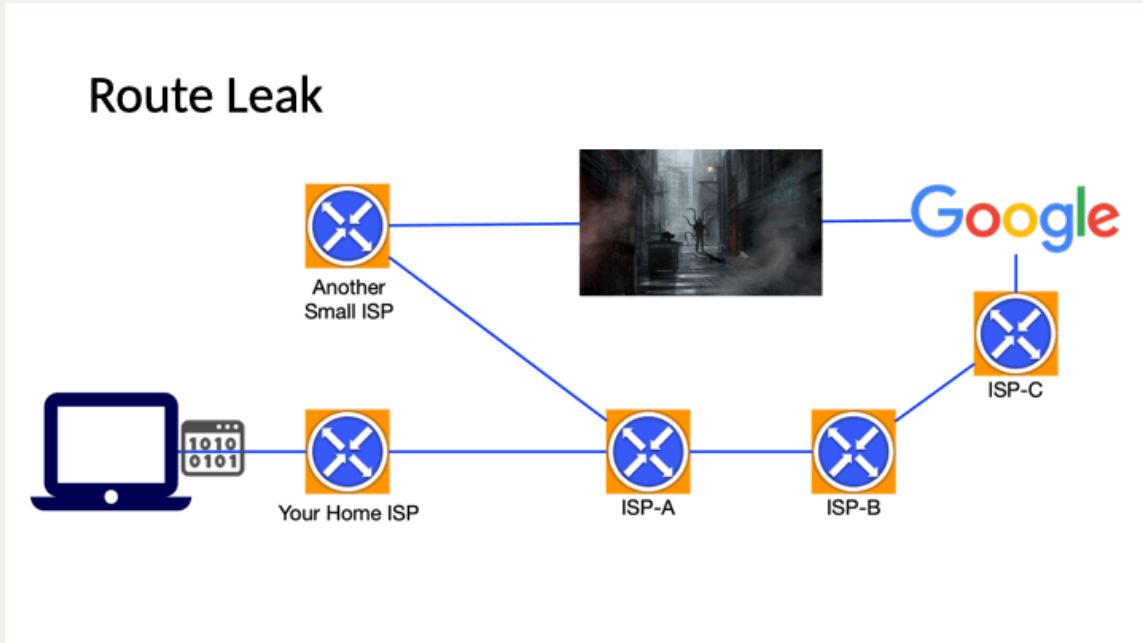 Route Leak
Google
Another
Small ISP
ISP-C
1010
0101
Your Home ISP
ISP-A
ISP-B